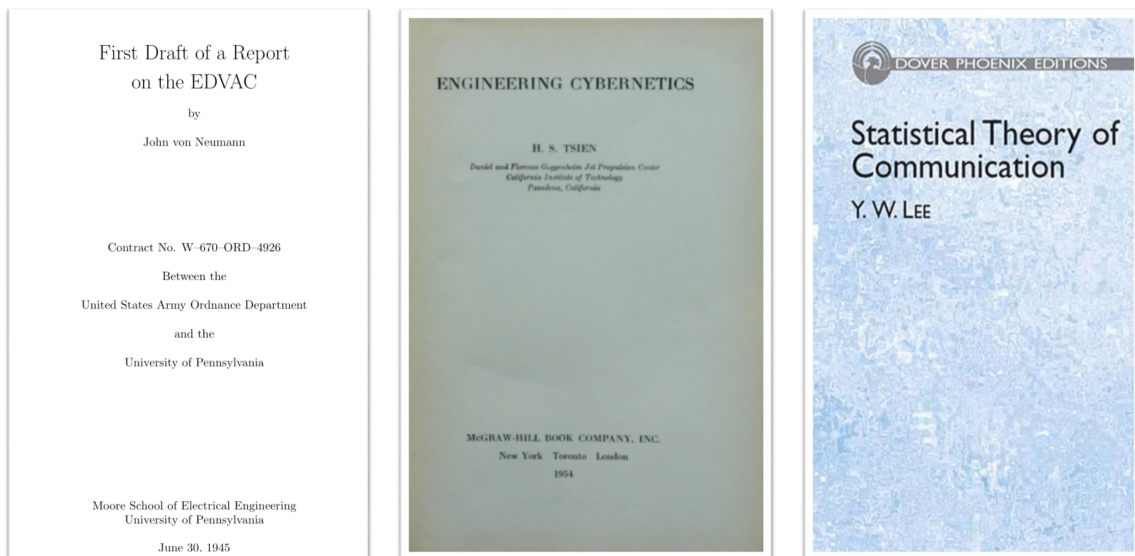 First Draft of a Report
on the EDVAC
by
John von Neumann
Contract No. W–670–ORD–4926
Between the
United States Army Ordnance Department
and the
University of Pennsylvania
Moore School of Electrical Engineering
University of Pennsylvania
June 30, 1945
ENGINEERING CYBERNETICS
H. S. TSIEN
Daniel and Florence Guggenheim Jet Propulsion Center
California Institute of Technology
Pasadena, California
McGRAW-HILL BOOK COMPANY, INC.
New York Toronto London
1954
DOVER PHOENIX EDITIONS
Statistical Theory of
Communication
Y. W. LEE